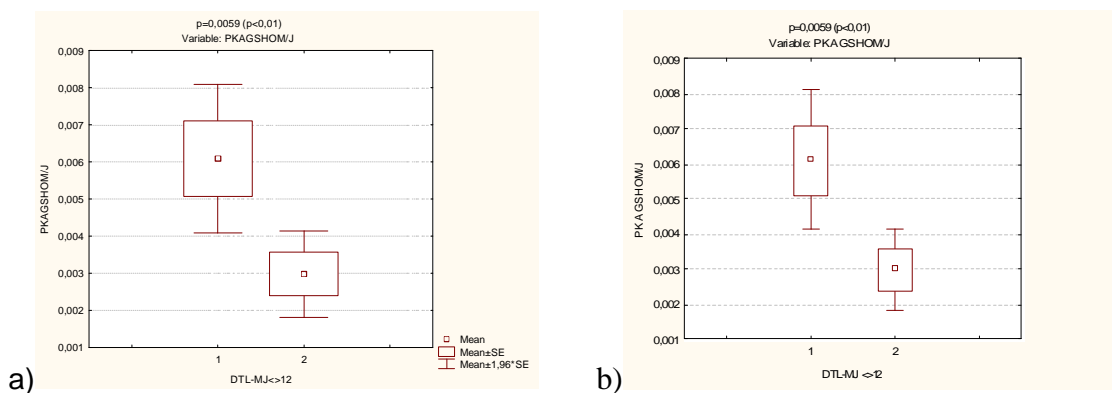 p=0,0059 (p<0,01)
Variable: PKAGSHOM/J
0,009
0,008
0,007
0,006
0,005
0,004
0,003
0,002
0,001
PKAGSHOM/J
1
2
DTL-MJ<>12
Mean
Mean±SE
Mean±1,96*SE
a)
p=0,0059 (p<0,01)
Variable: PKAGSHOM/J
0,009
0,008
0,007
0,006
0,005
0,004
0,003
0,002
0,001
PKAGSHOM/J
1
2
DTL-MJ <>12
b)